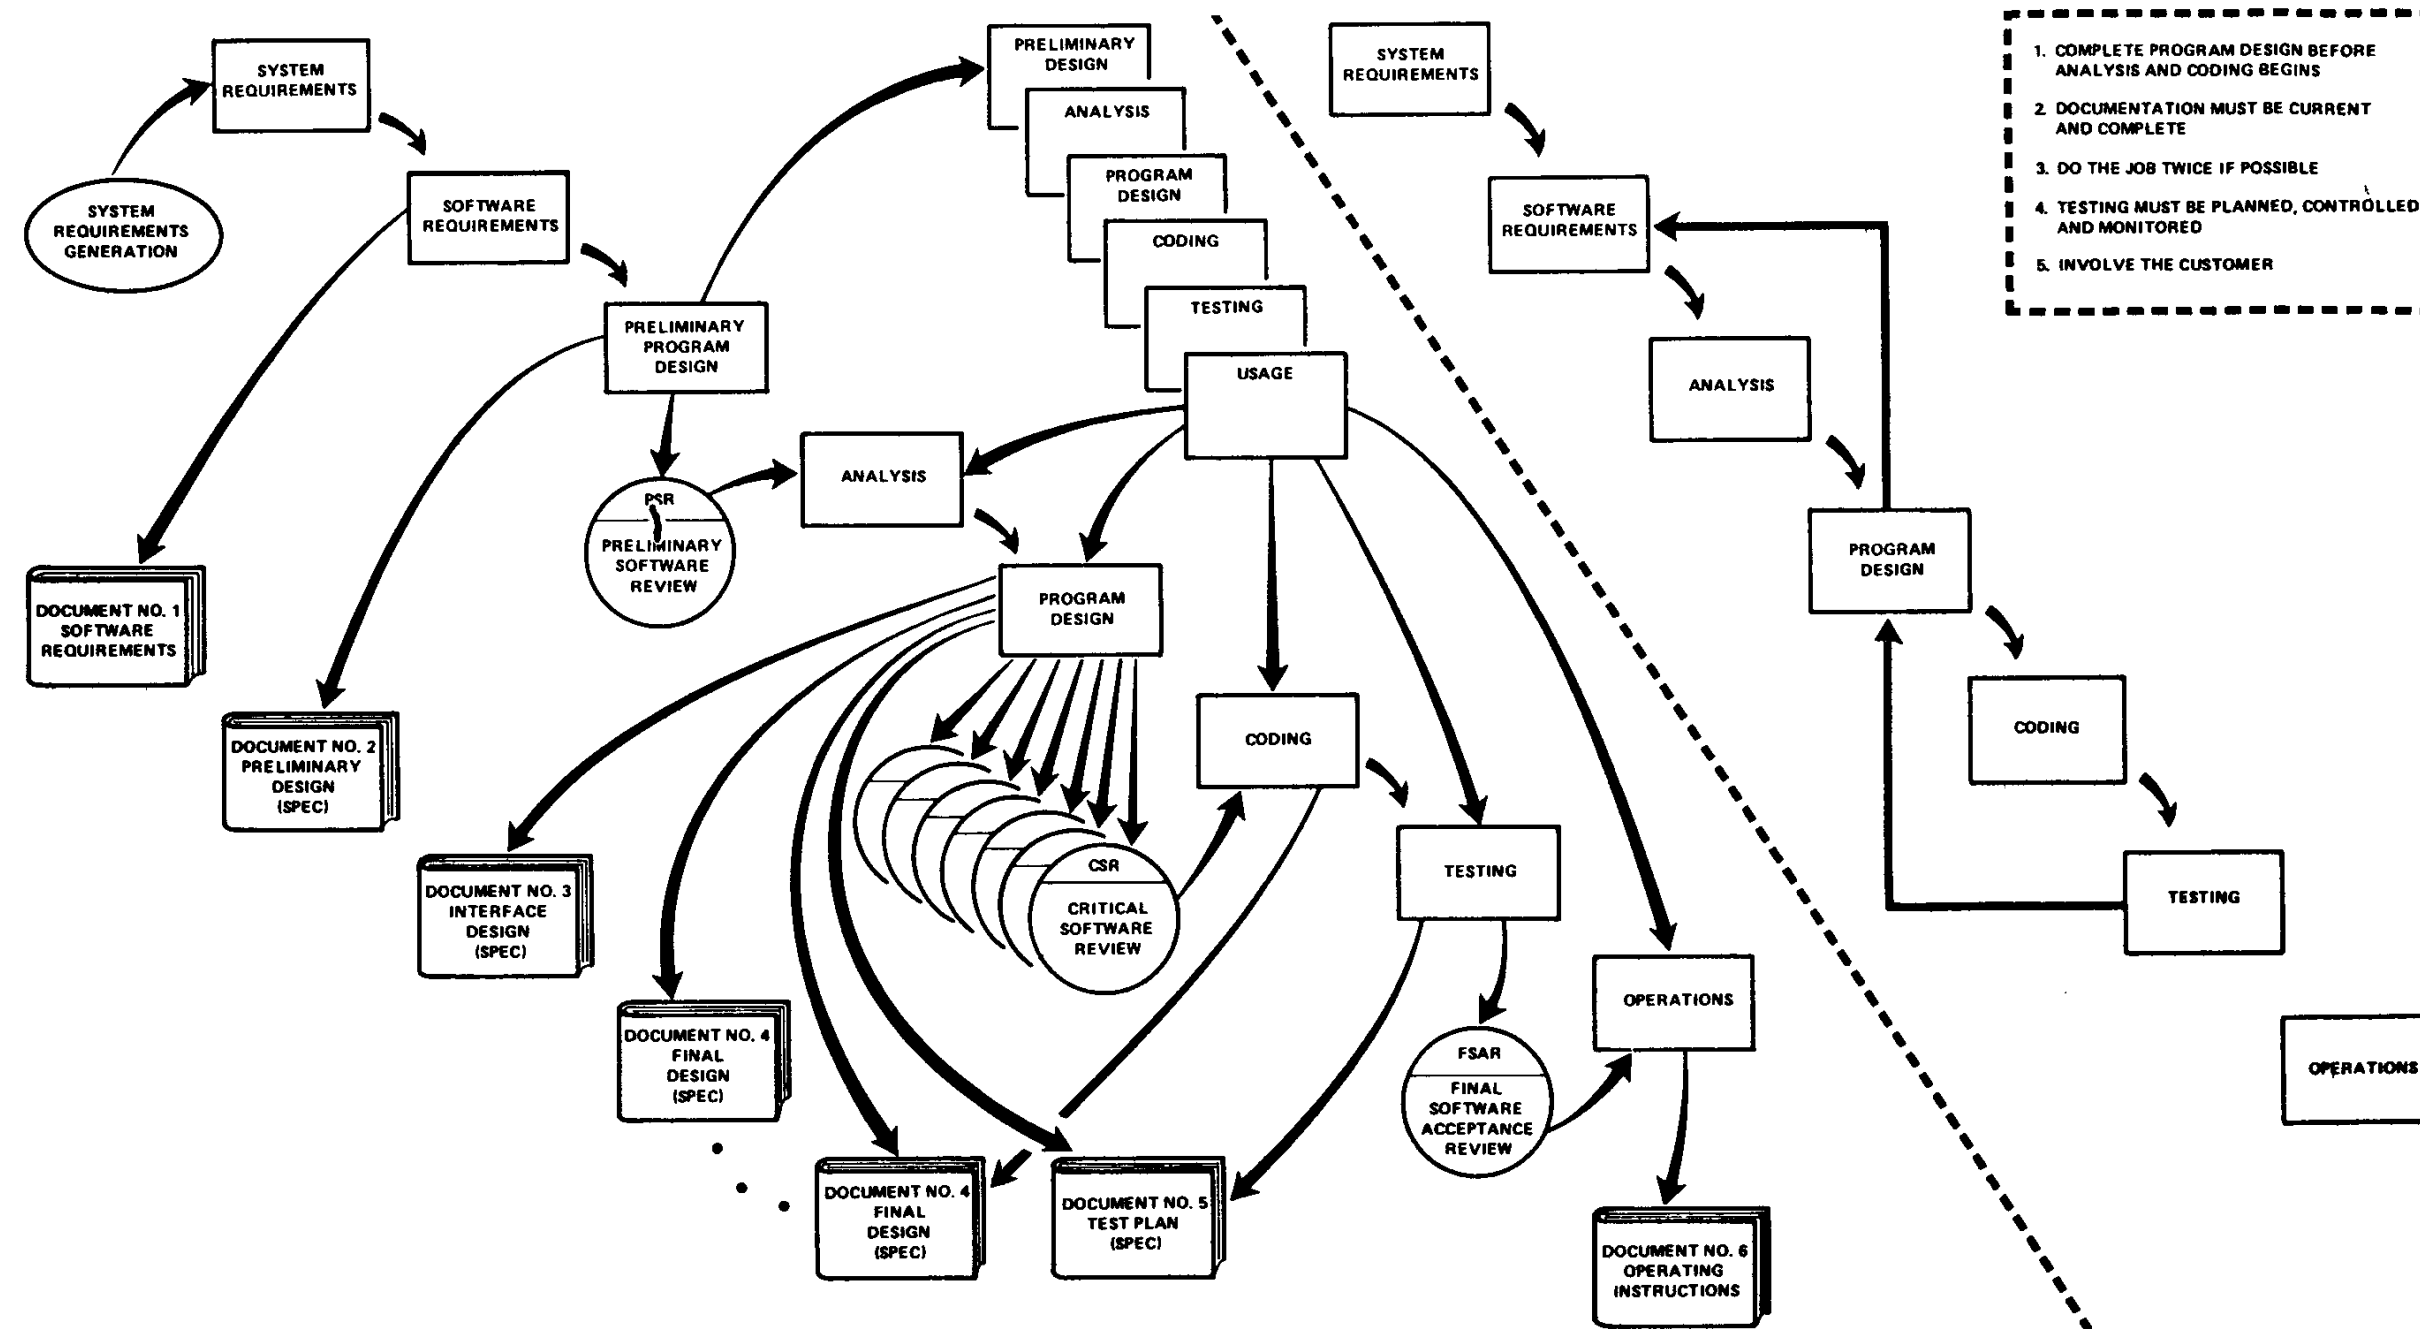 SYSTEM
REQUIREMENTS
SYSTEM
REQUIREMENTS
GENERATION
SOFTWARE
REQUIREMENTS
PRELIMINARY
PROGRAM
DESIGN
PRELIMINARY
DESIGN
ANALYSIS
PROGRAM
DESIGN
CODING
TESTING
USAGE
PSR
PRELIMINARY
SOFTWARE
REVIEW
ANALYSIS
PROGRAM
DESIGN
CSR
CRITICAL
SOFTWARE
REVIEW
CODING
TESTING
FSAR
FINAL
SOFTWARE
ACCEPTANCE
REVIEW
OPERATIONS
DOCUMENT NO. 1
SOFTWARE
REQUIREMENTS
DOCUMENT NO. 2
PRELIMINARY
DESIGN
(SPEC)
DOCUMENT NO. 3
INTERFACE
DESIGN
(SPEC)
DOCUMENT NO. 4
FINAL
DESIGN
(SPEC)
DOCUMENT NO. 4
FINAL
DESIGN
(SPEC)
DOCUMENT NO. 5
TEST PLAN
(SPEC)
DOCUMENT NO. 6
OPERATING
INSTRUCTIONS
SYSTEM
REQUIREMENTS
SOFTWARE
REQUIREMENTS
ANALYSIS
PROGRAM
DESIGN
CODING
TESTING
OPERATIONS
1. COMPLETE PROGRAM DESIGN BEFORE
ANALYSIS AND CODING BEGINS
2. DOCUMENTATION MUST BE CURRENT
AND COMPLETE
3. DO THE JOB TWICE IF POSSIBLE
4. TESTING MUST BE PLANNED, CONTROLLED
AND MONITORED
5. INVOLVE THE CUSTOMER